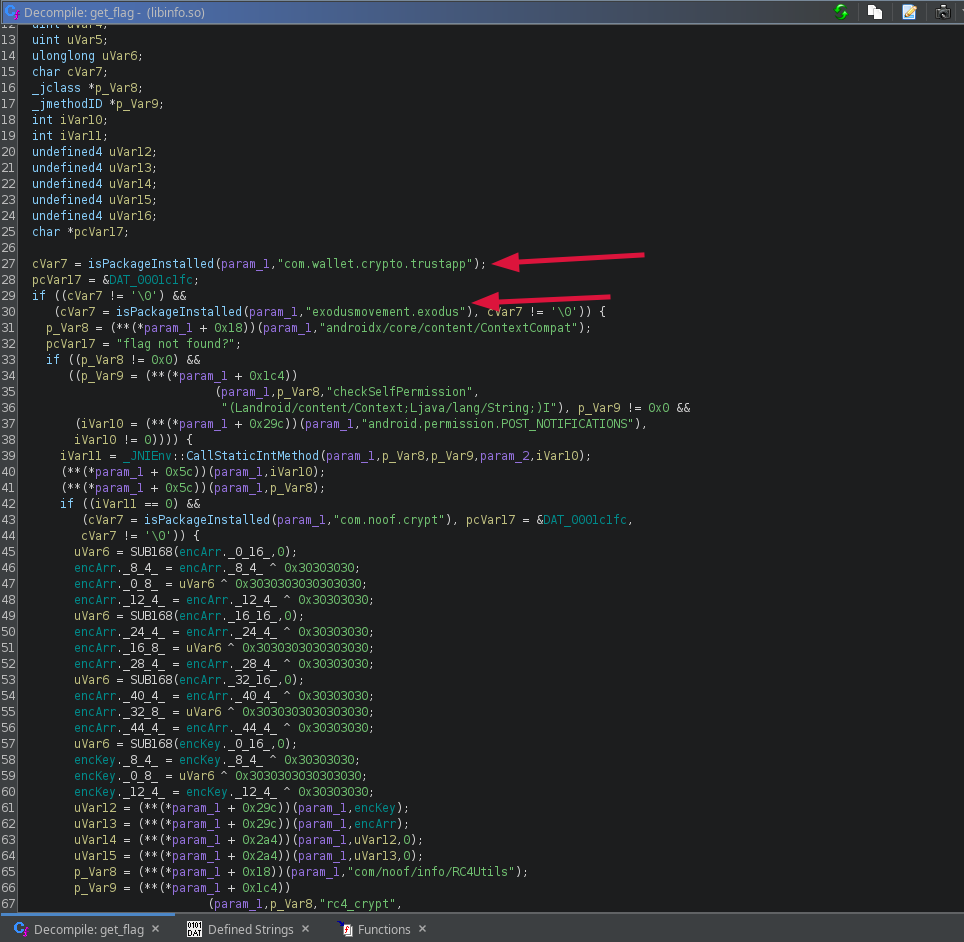 Decompile: get_flag - (libinfo.so)
12 uint uVar4;
13 uint uVar5;
14 ulonglong uVar6;
15 char cVar7;
16 _jclass *p_Var8;
17 _jmethodID *p_Var9;
18 int iVar10;
19 int iVar11;
20 undefined4 uVar12;
21 undefined4 uVar13;
22 undefined4 uVar14;
23 undefined4 uVar15;
24 undefined4 uVar16;
25 char *pcVar17;
26
27 cVar7 = isPackageInstalled(param_1,"com.wallet.crypto.trustapp");
28 pcVar17 = &DAT_0001c1fc;
29 if ((cVar7 != '\0') &&
30 (cVar7 = isPackageInstalled(param_1,"exodusmovement.exodus"), cVar7 != '\0')) {
31 p_Var8 = (**(*param_1 + 0x18))(param_1,"androidx/core/content/ContextCompat");
32 pcVar17 = "flag not found?";
33 if ((p_Var8 != 0x0) &&
34 ((p_Var9 = (**(*param_1 + 0x1c4))
35 (param_1,p_Var8,"checkSelfPermission",
36 "(Landroid/content/Context;Ljava/lang/String;)I"), p_Var9 != 0x0 &&
37 (iVar10 = (**(*param_1 + 0x29c))(param_1,"android.permission.POST_NOTIFICATIONS"),
38 iVar10 != 0)))) {
39 iVar11 = _JNIEnv::CallStaticIntMethod(param_1,p_Var8,p_Var9,param_2,iVar10);
40 (**(*param_1 + 0x5c))(param_1,iVar10);
41 (**(*param_1 + 0x5c))(param_1,p_Var8);
42 if ((iVar11 == 0) &&
43 (cVar7 = isPackageInstalled(param_1,"com.noof.crypt"), pcVar17 = &DAT_0001c1fc,
44 cVar7 != '\0')) {
45 uVar6 = SUB168(encArr._0_16_,0);
46 encArr._8_4_ = encArr._8_4_ ^ 0x30303030;
47 encArr._0_8_ = uVar6 ^ 0x3030303030303030;
48 encArr._12_4_ = encArr._12_4_ ^ 0x30303030;
49 uVar6 = SUB168(encArr._16_16_,0);
50 encArr._24_4_ = encArr._24_4_ ^ 0x30303030;
51 encArr._16_8_ = uVar6 ^ 0x3030303030303030;
52 encArr._28_4_ = encArr._28_4_ ^ 0x30303030;
53 uVar6 = SUB168(encArr._32_16_,0);
54 encArr._40_4_ = encArr._40_4_ ^ 0x30303030;
55 encArr._32_8_ = uVar6 ^ 0x3030303030303030;
56 encArr._44_4_ = encArr._44_4_ ^ 0x30303030;
57 uVar6 = SUB168(encKey._0_16_,0);
58 encKey._8_4_ = encKey._8_4_ ^ 0x30303030;
59 encKey._0_8_ = uVar6 ^ 0x3030303030303030;
60 encKey._12_4_ = encKey._12_4_ ^ 0x30303030;
61 uVar12 = (**(*param_1 + 0x29c))(param_1,encKey);
62 uVar13 = (**(*param_1 + 0x29c))(param_1,encArr);
63 uVar14 = (**(*param_1 + 0x2a4))(param_1,uVar12,0);
64 uVar15 = (**(*param_1 + 0x2a4))(param_1,uVar13,0);
65 p_Var8 = (**(*param_1 + 0x18))(param_1,"com/noof/info/RC4Utils");
66 p_Var9 = (**(*param_1 + 0x1c4))
67 (param_1,p_Var8,"rc4_crypt",
Decompile: get_flag × Defined Strings × Functions ×